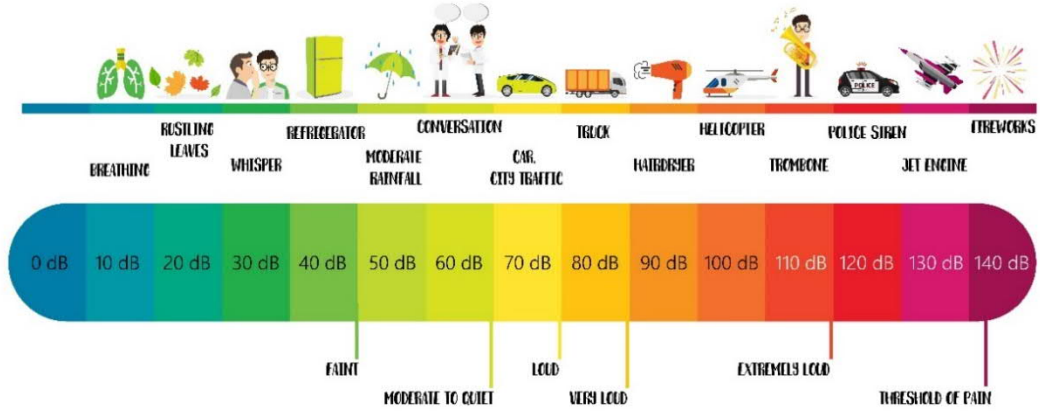 POLICE
RUSTLING
LEAVES
REFRIGERATOR
CONVERSATION
TRUCK
HELICOPTER
POLICE SIREN
FIREWORKS
BREATHING
WHISPER
MODERATE
RAINFALL
CAR,
CITY TRAFFIC
HAIRDRYER
TROMBONE
JET ENGINE
0 dB
10 dB
20 dB
30 dB
40 dB
50 dB
60 dB
70 dB
80 dB
90 dB
100 dB
110 dB
120 dB
130 dB
140 dB
FAINT
LOUD
EXTREMELY LOUD
MODERATE TO QUIET
VERY LOUD
THRESHOLD OF PAIN